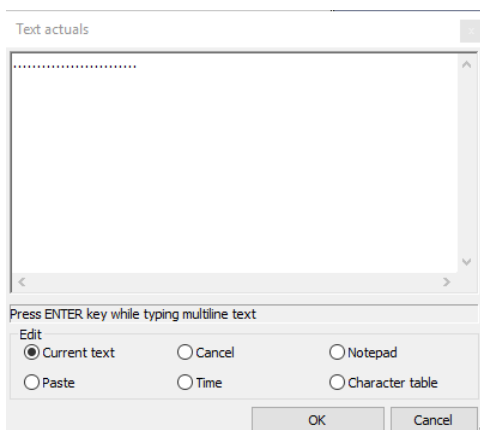 Text actuals
..........................
Press ENTER key while typing multiline text
Edit
Current text Cancel Notepad
Paste Time Character table
OK Cancel